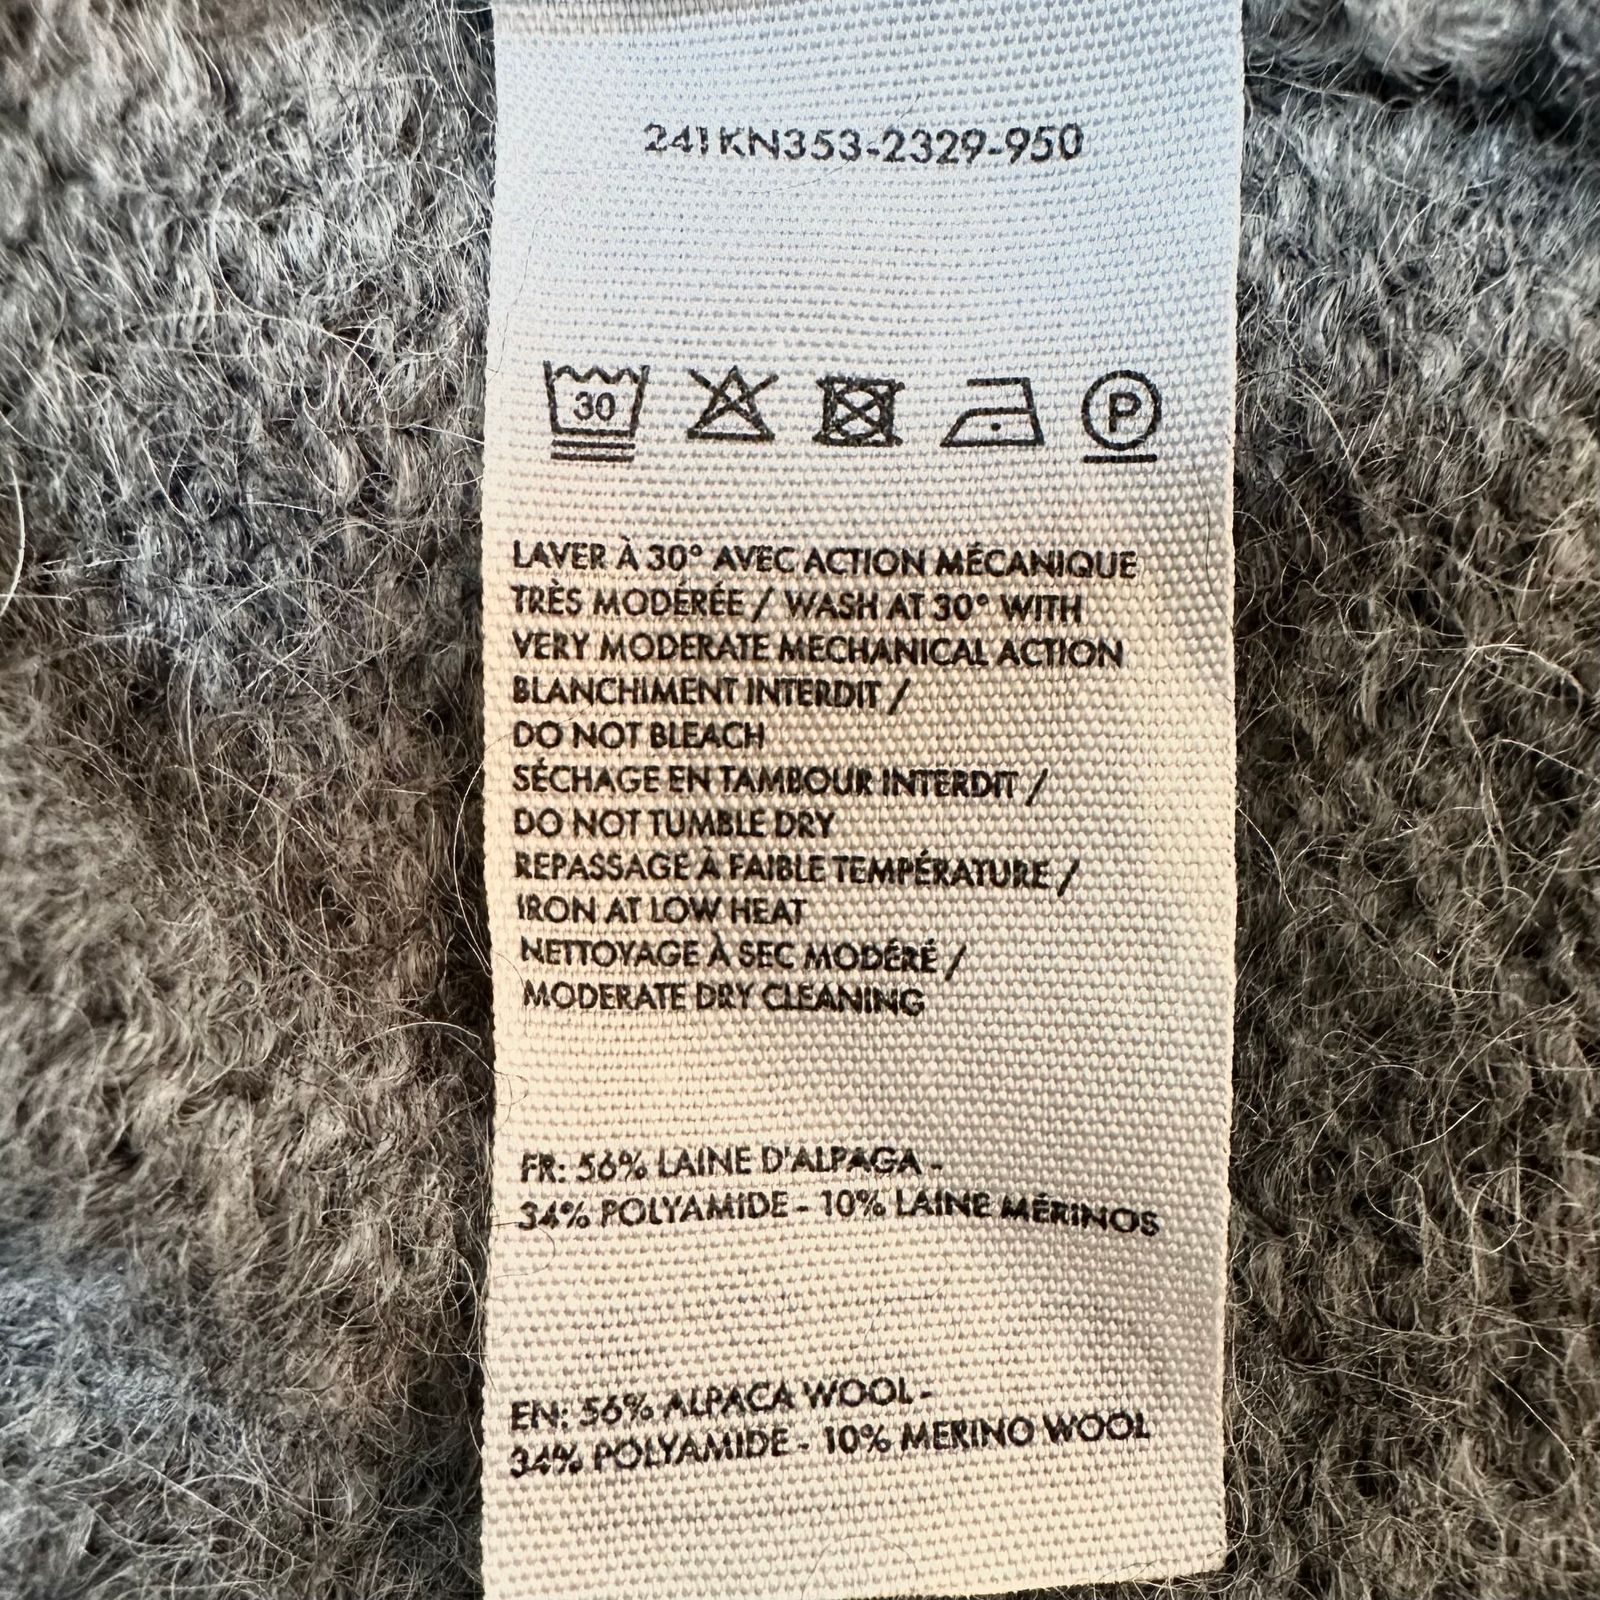 241KN353-2329-950
30 P
LAVER À 30° AVEC ACTION MÉCANIQUE
TRÈS MODÉRÉE / WASH AT 30° WITH
VERY MODERATE MECHANICAL ACTION
BLANCHIMENT INTERDIT /
DO NOT BLEACH
SÉCHAGE EN TAMBOUR INTERDIT /
DO NOT TUMBLE DRY
REPASSAGE À FAIBLE TEMPÉRATURE /
IRON AT LOW HEAT
NETTOYAGE À SEC MODÉRÉ /
MODERATE DRY CLEANING
FR: 56% LAINE D'ALPAGA -
34% POLYAMIDE - 10% LAINE MÉRINOS
EN: 56% ALPACA WOOL -
34% POLYAMIDE - 10% MERINO WOOL